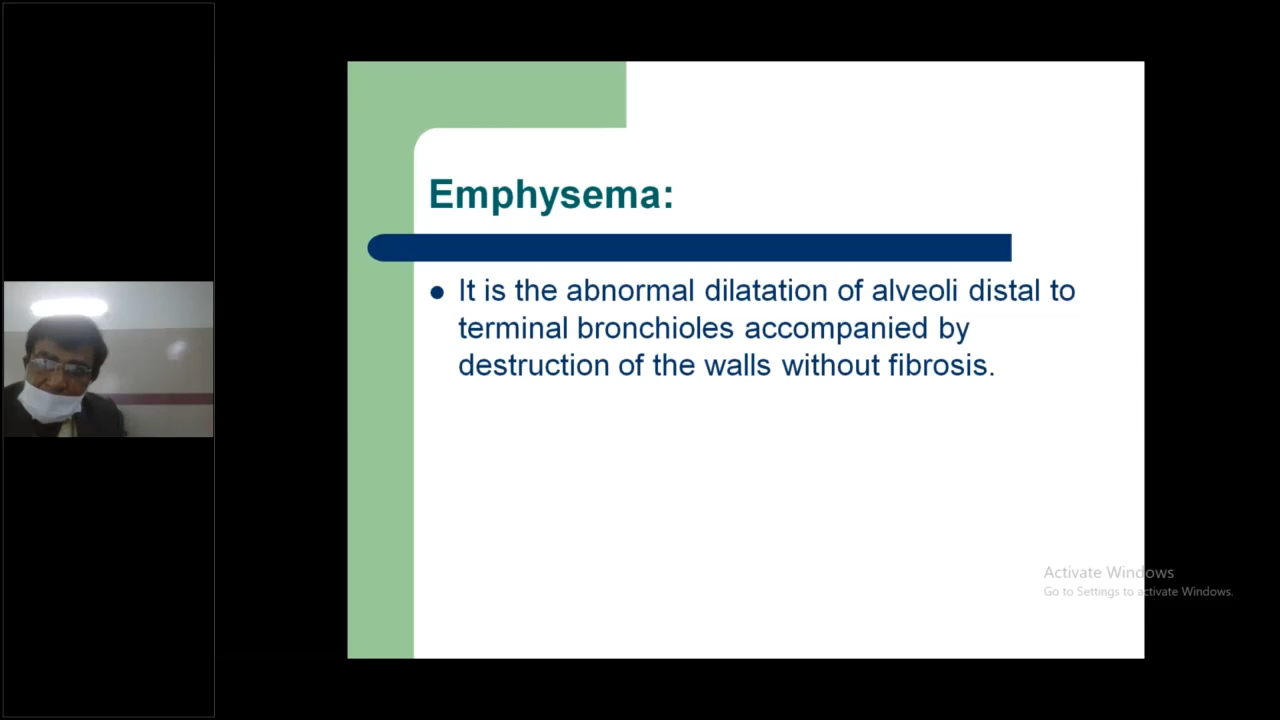 Emphysema:
It is the abnormal dilatation of alveoli distal to
terminal bronchioles accompanied by
destruction of the walls without fibrosis.
Activate Windows
Go to Settings to activate Windows.